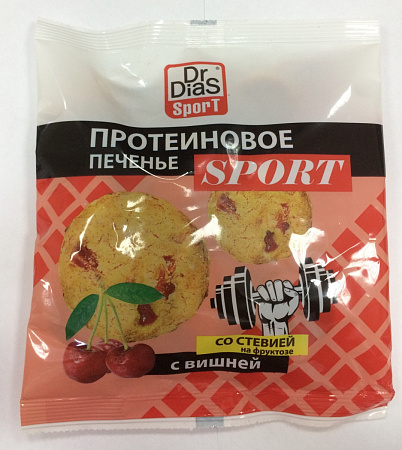 Dr
DiaS
SporT
ПРОТЕИНОВОЕ
ПЕЧЕНЬЕ
SPORT
СО СТЕВИЕЙ
на фруктозе
с вишней